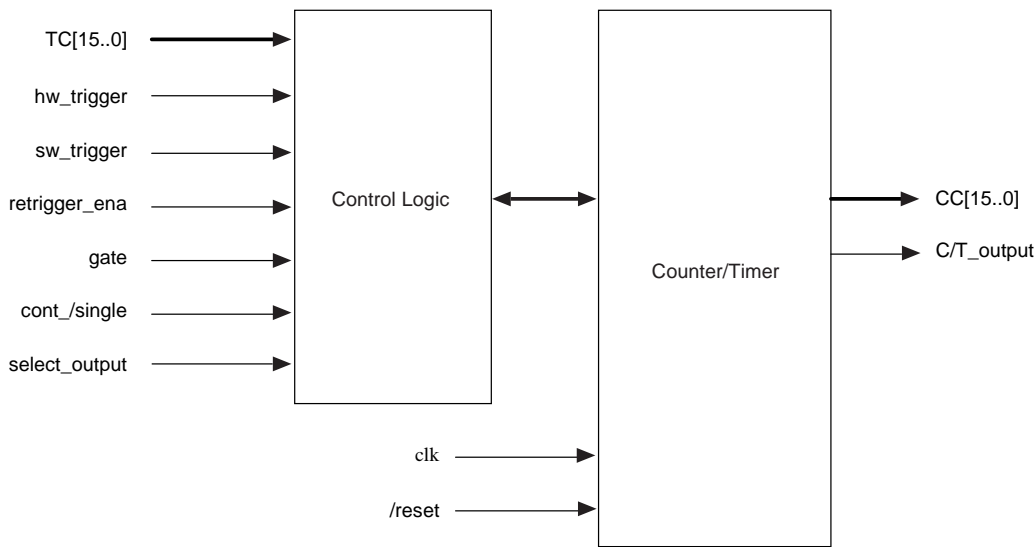 TC[15..0]
hw_trigger
sw_trigger
retrigger_ena
gate
cont_/single
select_output
Control Logic
clk
/reset
Counter/Timer
CC[15..0]
C/T_output